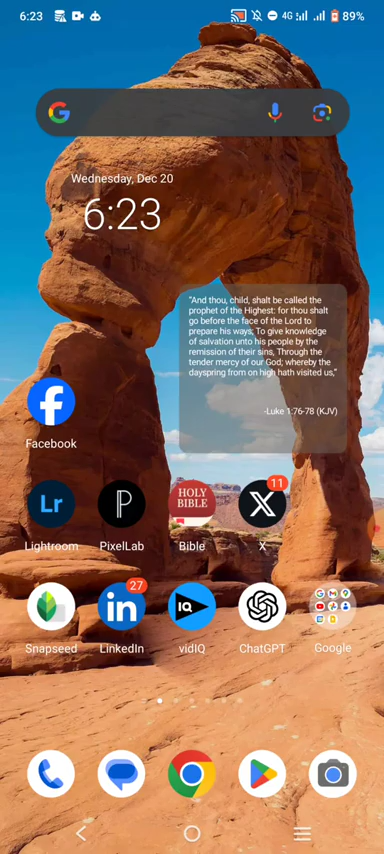 6:23
4G
89%
Wednesday, Dec 20
6:23
"And thou, child, shalt be called the
prophet of the Highest: for thou shalt
go before the face of the Lord to
prepare his ways; To give knowledge
of salvation unto his people by the
remission of their sins, Through the
tender mercy of our God; whereby the
dayspring from on high hath visited us,"
-Luke 1:76-78 (KJV)
Facebook
Lr
HOLY
BIBLE
11
Lightroom
PixelLab
Bible
X
27
in
IQ
Snapseed
LinkedIn
vidIQ
ChatGPT
Google